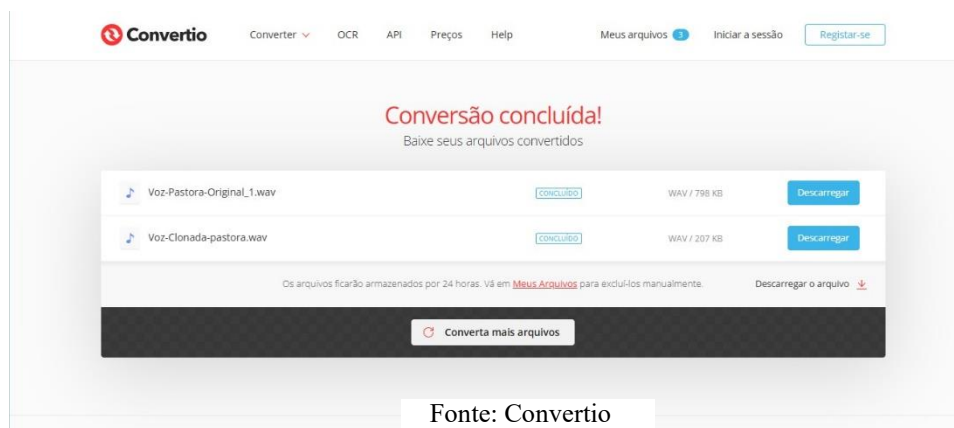 Convertio Converter OCR API Preços Help Meus arquivos 3 Iniciar a sessão Registar-se
Conversão concluída!
Baixe seus arquivos convertidos
Voz-Pastora-Original_1.wav CONCLUÍDO WAV / 798 KB Descarregar
Voz-Clonada-pastora.wav CONCLUÍDO WAV / 207 KB Descarregar
Os arquivos ficarão armazenados por 24 horas. Vá em Meus Arquivos para excluí-los manualmente. Descarregar o arquivo
Converta mais arquivos
Fonte: Convertio